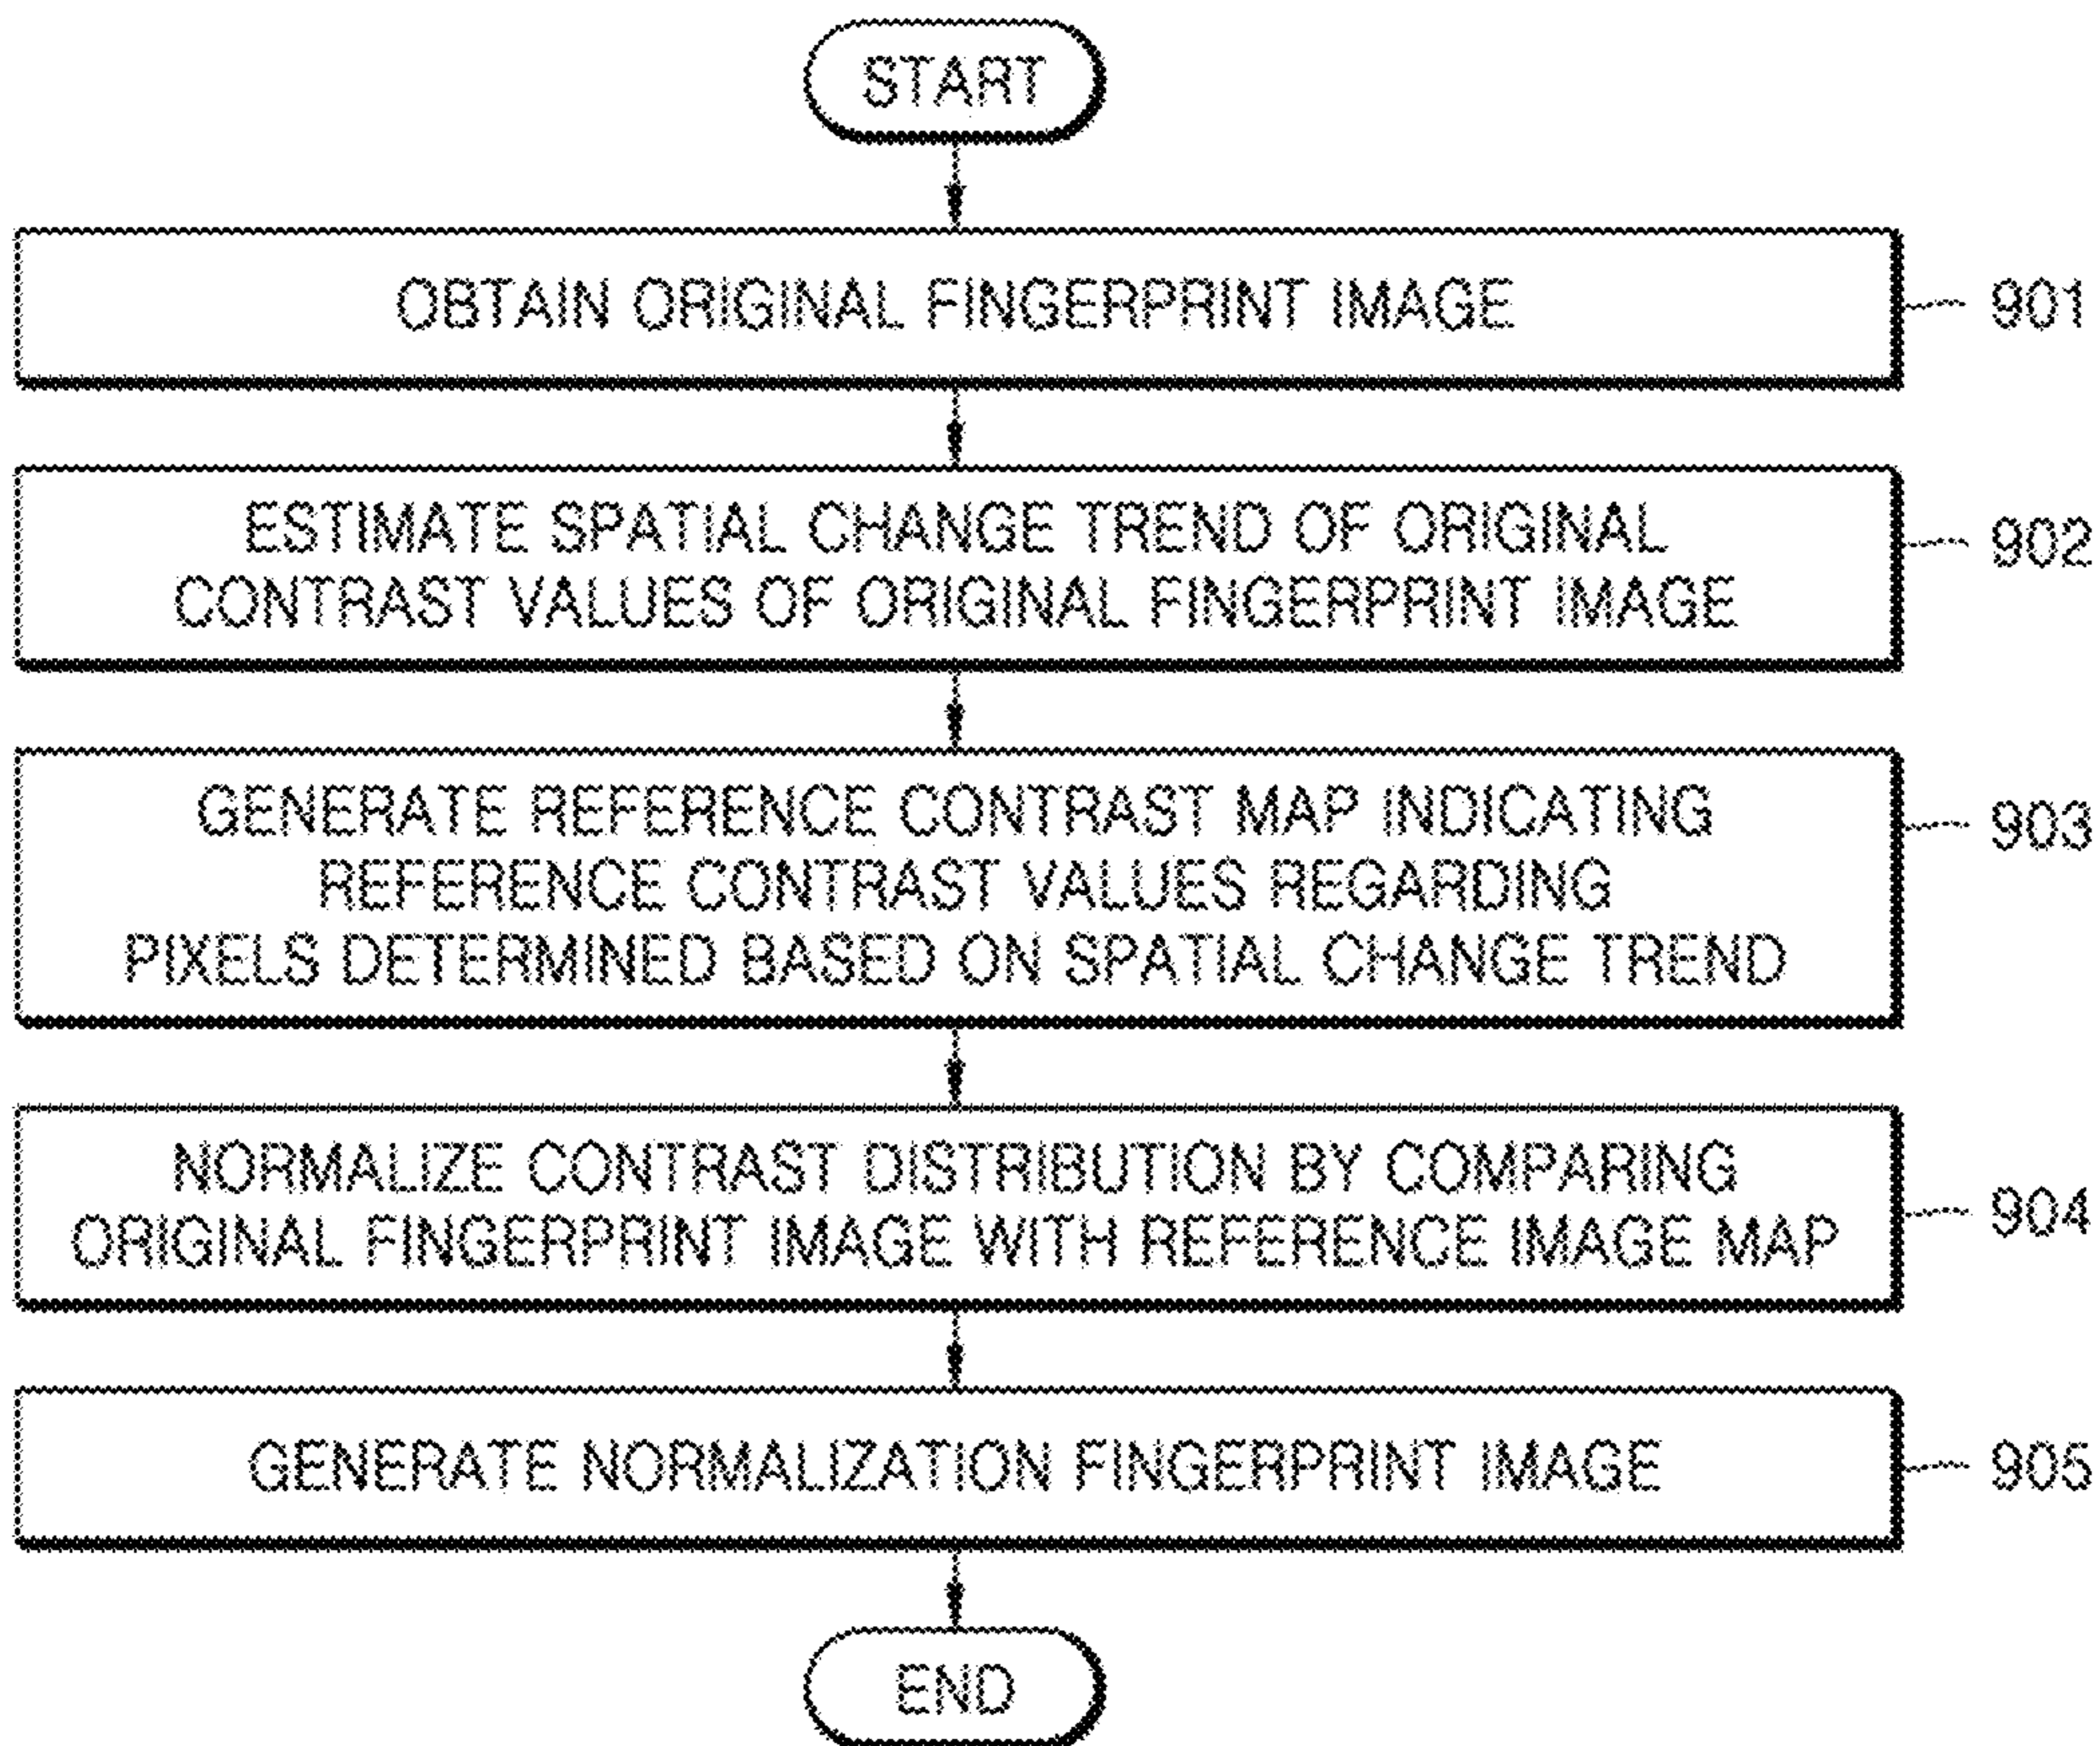 START
OBTAIN ORIGINAL FINGERPRINT IMAGE
901
ESTIMATE SPATIAL CHANGE TREND OF ORIGINAL
CONTRAST VALUES OF ORIGINAL FINGERPRINT IMAGE
902
GENERATE REFERENCE CONTRAST MAP INDICATING
REFERENCE CONTRAST VALUES REGARDING
PIXELS DETERMINED BASED ON SPATIAL CHANGE TREND
903
NORMALIZE CONTRAST DISTRIBUTION BY COMPARING
ORIGINAL FINGERPRINT IMAGE WITH REFERENCE IMAGE MAP
904
GENERATE NORMALIZATION FINGERPRINT IMAGE
905
END